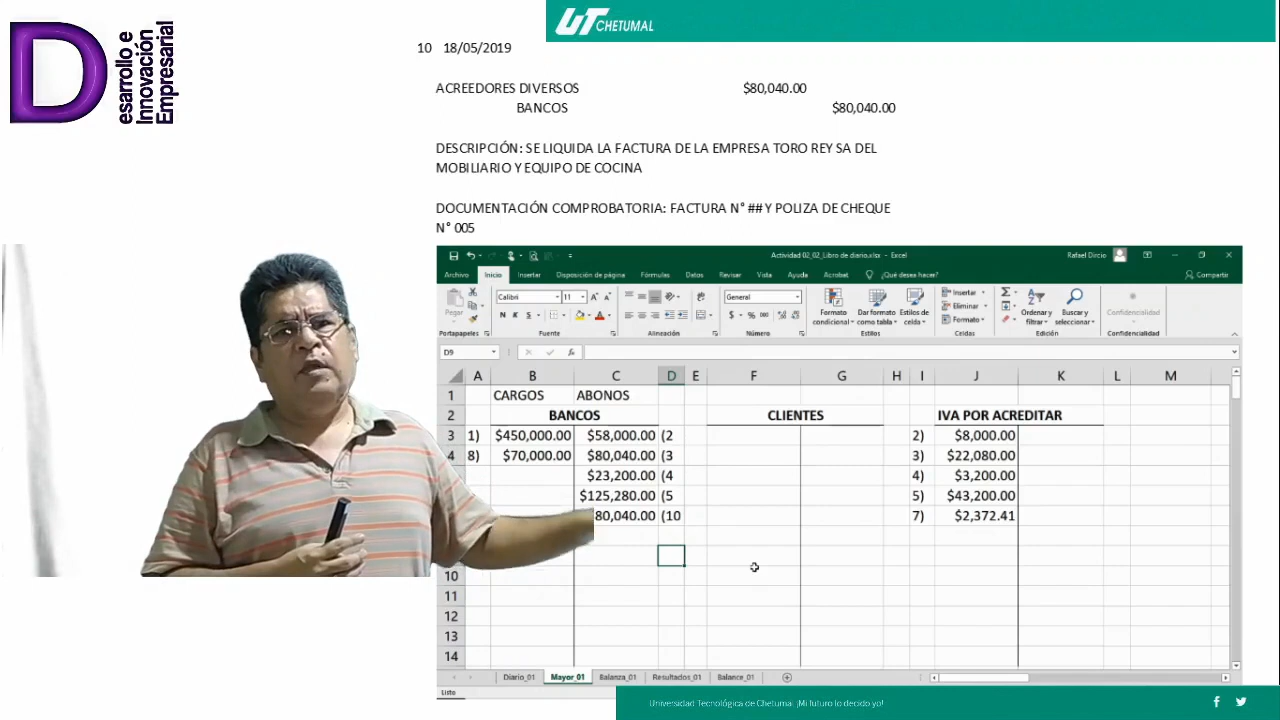 D
esarrollo e
Innovación
Empresarial
UT CHETUMAL
10 18/05/2019
ACREEDORES DIVERSOS $80,040.00
BANCOS $80,040.00
DESCRIPCIÓN: SE LIQUIDA LA FACTURA DE LA EMPRESA TORO REY SA DEL
MOBILIARIO Y EQUIPO DE COCINA
DOCUMENTACIÓN COMPROBATORIA: FACTURA N° ## Y POLIZA DE CHEQUE
N° 005
Actividad 02_02_Libro de diario.xlsx - Excel Rafael Dircio
Archivo Inicio Insertar Disposición de página Fórmulas Datos Revisar Vista Ayuda Acrobat ¿Qué desea hacer? Compartir
Pegar Calibri 11 General Formato condicional Dar formato como tabla Estilos de celda Insertar Eliminar Formato Ordenar y filtrar Buscar y seleccionar Confidencialidad
Portapapeles Fuente Alineación Número Estilos Celdas Edición Confidencialidad
D9
A B C D E F G H I J K L M
1 CARGOS ABONOS
2 BANCOS CLIENTES IVA POR ACREDITAR
3 1) $450,000.00 $58,000.00 (2 2) $8,000.00
4 8) $70,000.00 $80,040.00 (3 3) $22,080.00
$23,200.00 (4 4) $3,200.00
$125,280.00 (5 5) $43,200.00
80,040.00 (10 7) $2,372.41
10
11
12
13
14
Diario_01 Mayor_01 Balanza_01 Resultados_01 Balance_01
Listo
Universidad Tecnológica de Chetumal ¡Mi futuro lo decido yo!